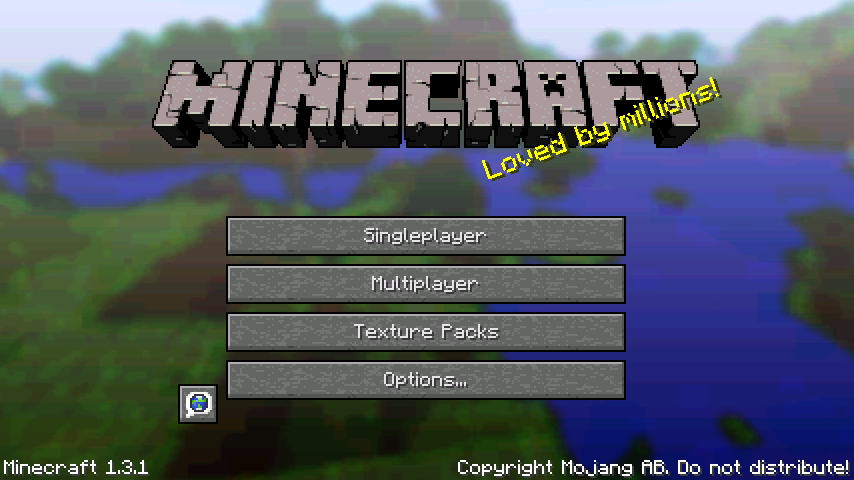 MINECRAFT
Loved by millions!
Singleplayer
Multiplayer
Texture Packs
Options...
Minecraft 1.3.1
Copyright Mojang AB. Do not distribute!